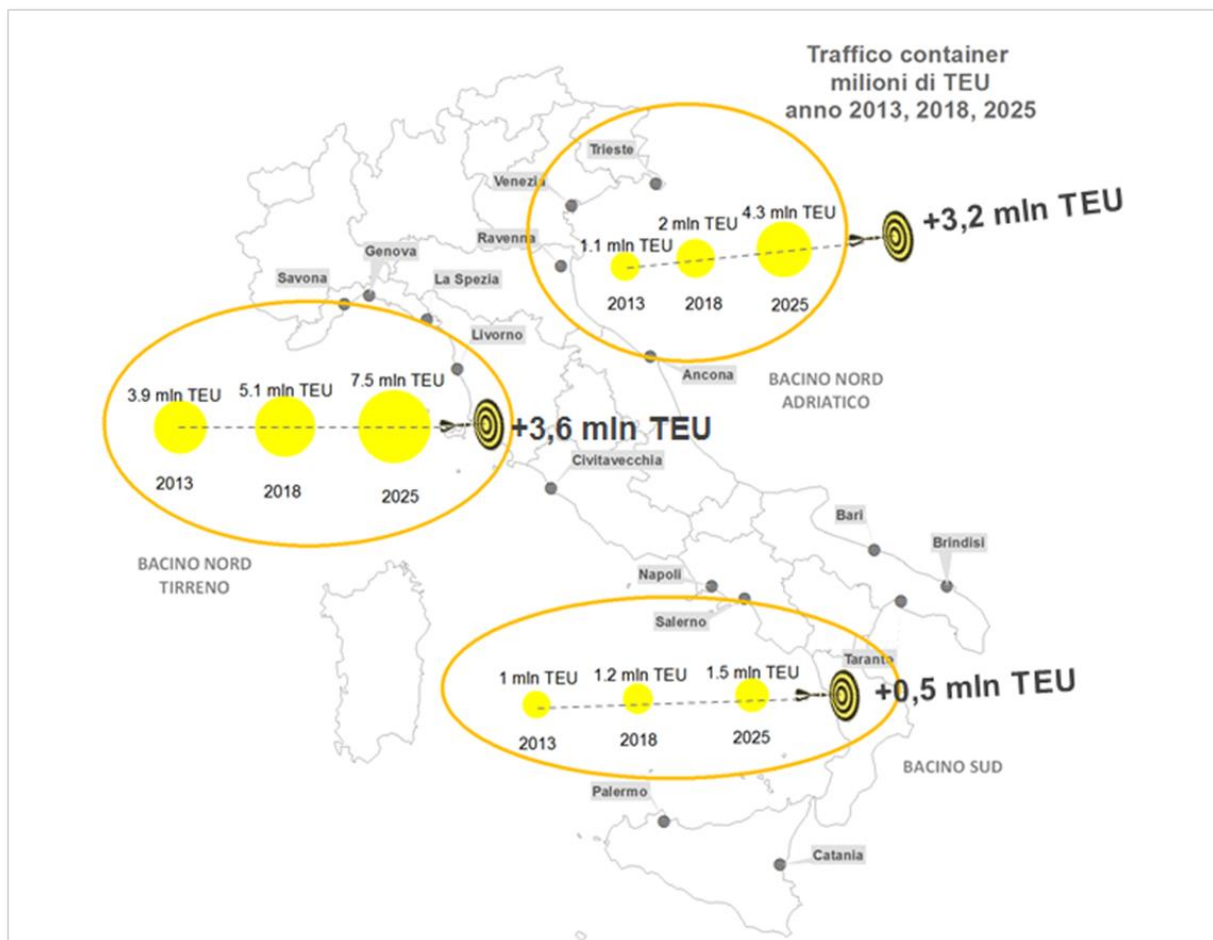 Traffico container
milioni di TEU
anno 2013, 2018, 2025
Trieste
Venezia
Ravenna
1.1 mln TEU
2 mln TEU
4.3 mln TEU
+3,2 mln TEU
2013
2018
2025
Genova
Savona
La Spezia
Livorno
Ancona
BACINO NORD
ADRIATICO
3.9 mln TEU
5.1 mln TEU
7.5 mln TEU
+3,6 mln TEU
2013
2018
2025
Civitavecchia
BACINO NORD
TIRRENO
Bari
Brindisi
Napoli
Salerno
Taranto
1 mln TEU
1.2 mln TEU
1.5 mln TEU
+0,5 mln TEU
2013
2018
2025
BACINO SUD
Palermo
Catania